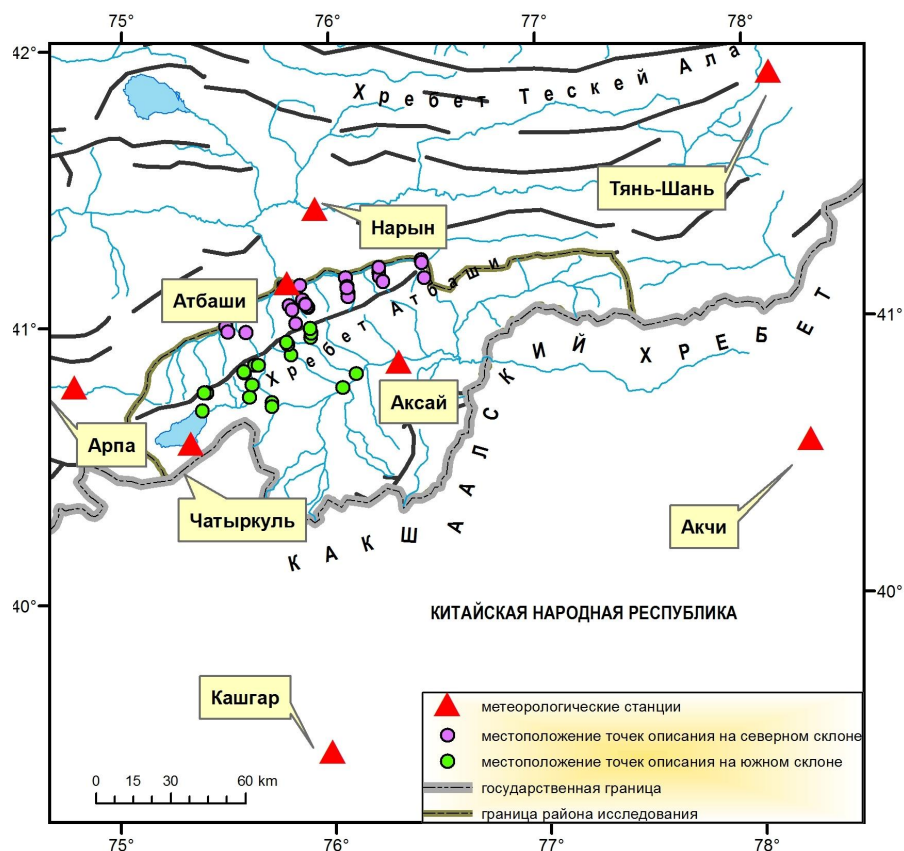 75° 76° 77° 78°
42°
Хребет Тескей Ала
Тянь-Шань
Нарын
Атбаши
Хребет Атбаши
41° 41°
КАКШААЛСКИЙ ХРЕБЕТ
Аксай
Арпа
Чатыркуль
Акчи
40° 40°
КИТАЙСКАЯ НАРОДНАЯ РЕСПУБЛИКА
Кашгар
метеорологические станции
местоположение точек описания на северном склоне
местоположение точек описания на южном склоне
государственная граница
граница района исследования
0 15 30 60 km
75° 76° 77° 78°